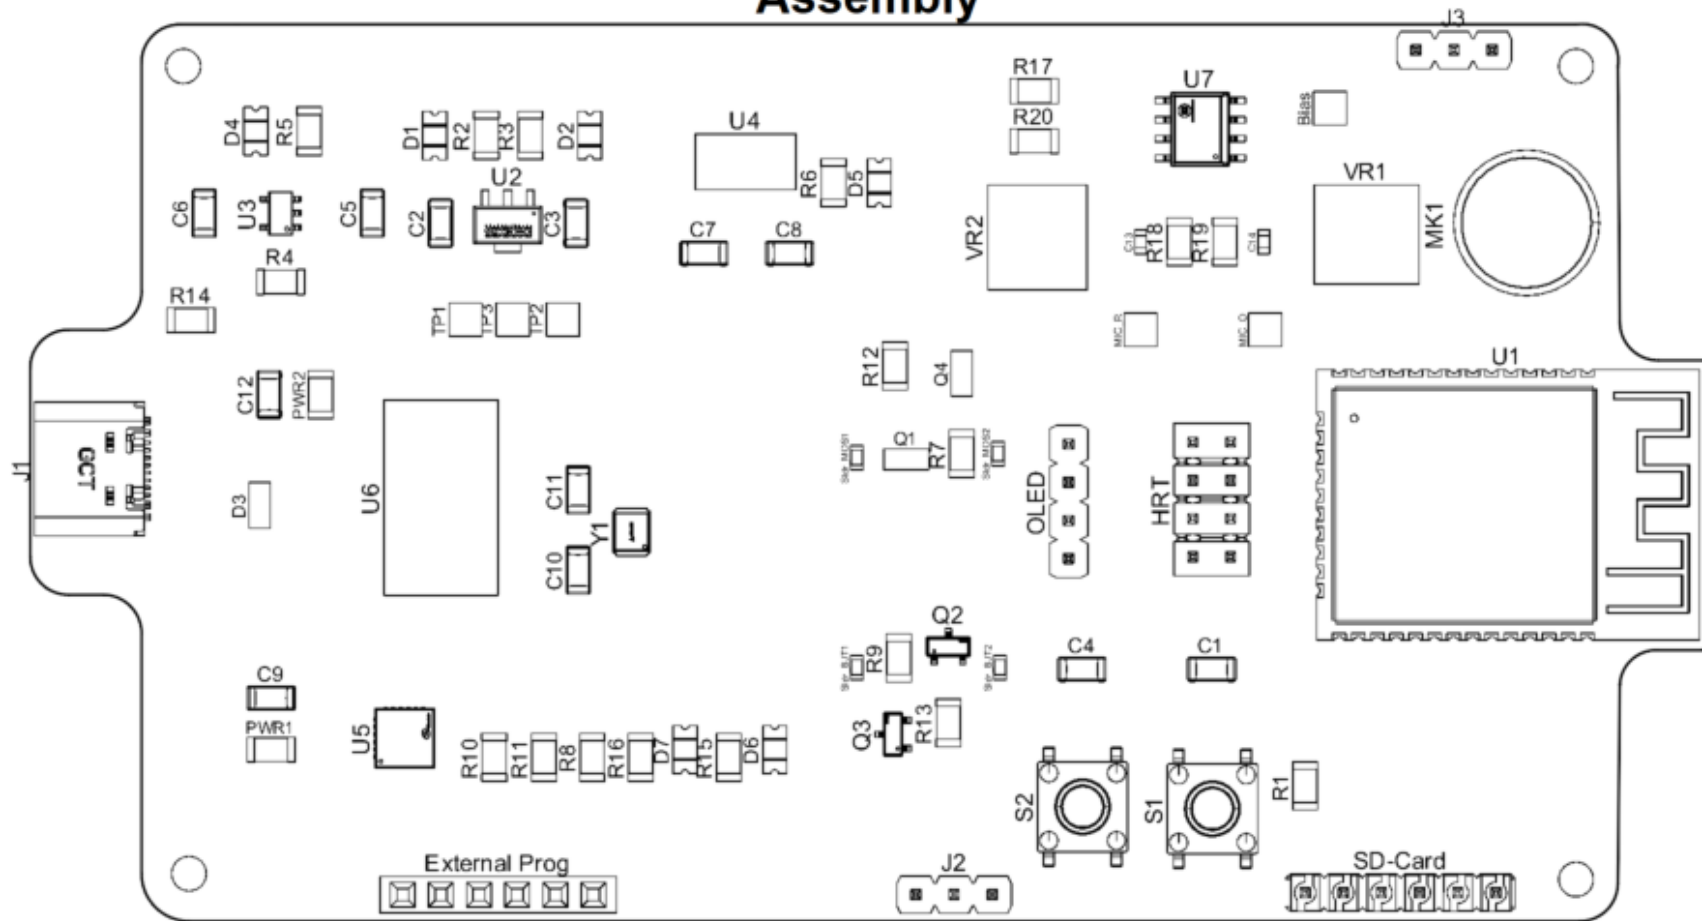 Assembly
J3
R17
U7
R20
Bias
U4
D4
R5
D1
R2
R3
D2
R6
D5
VR1
MK1
U2
C6
U3
C5
C2
C3
VR2
C13
R18
R19
C14
C7
C8
R4
R14
TP1
TP3
TP2
MIC_R
MIC_O
R12
Q4
U1
C12
PWR2
J1
GCT
D3
U6
C11
Y1
C10
Q1
R7
OLED
HRT
Q2
R9
C4
C1
C9
PWR1
U5
Q3
R13
R10
R11
R8
R16
D7
R15
D6
S2
S1
R1
External Prog
J2
SD-Card